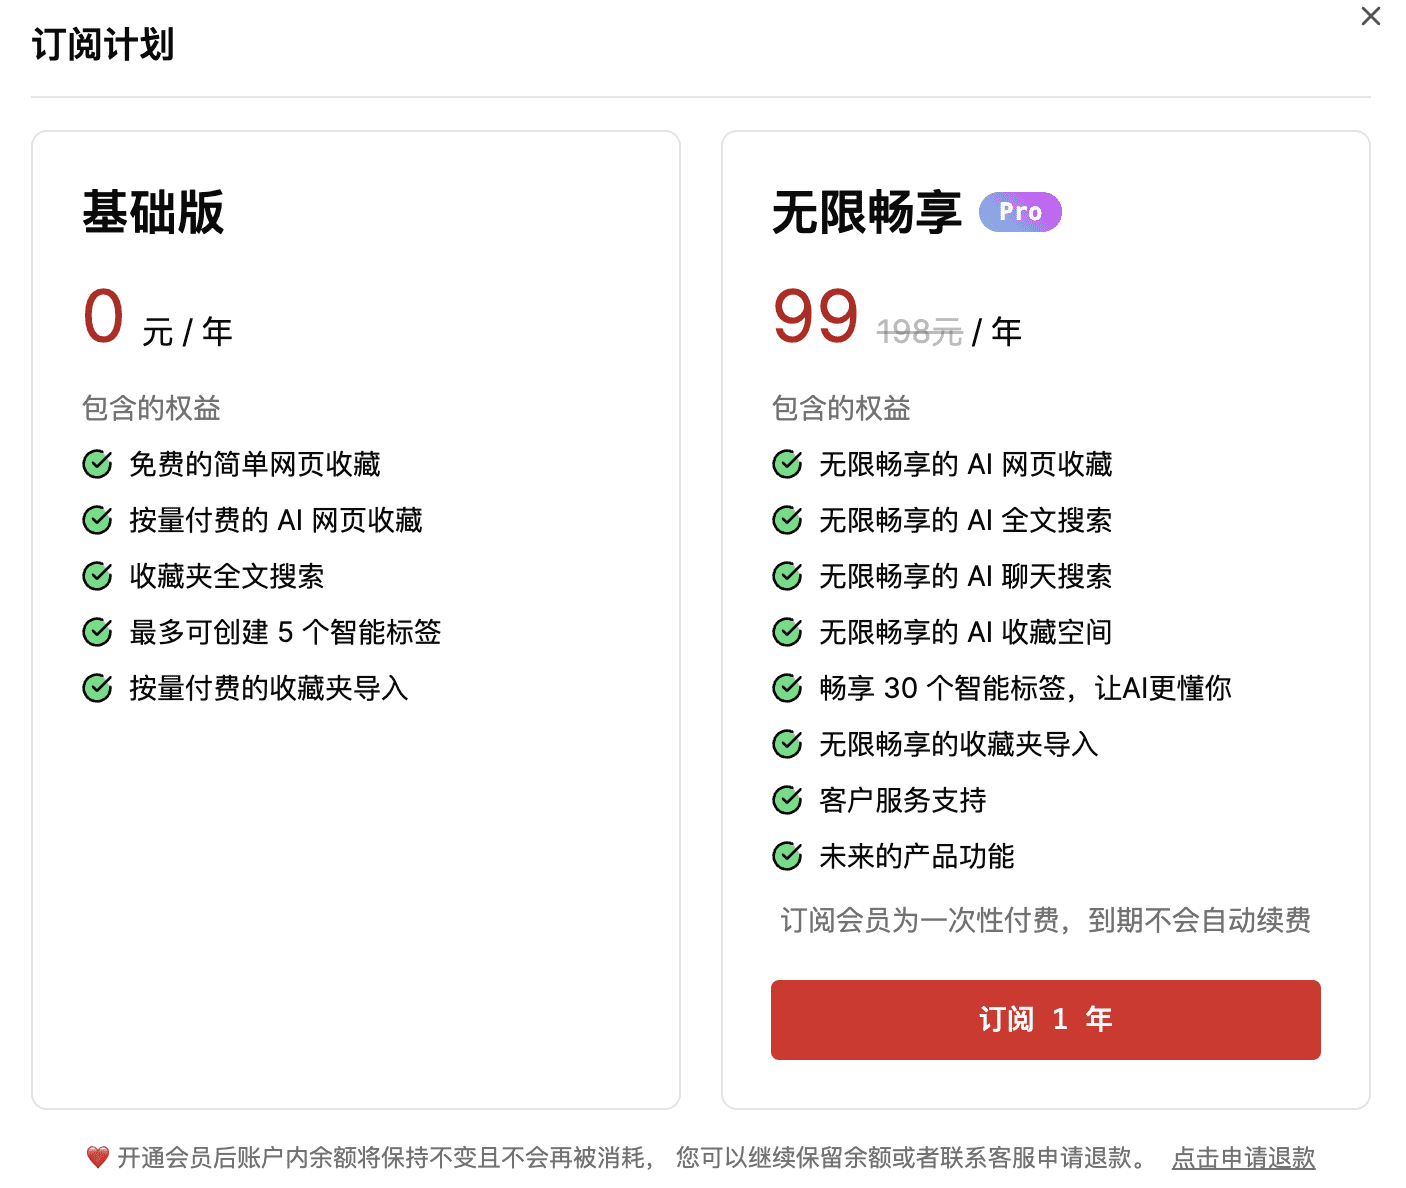 订阅计划
基础版
0 元 / 年
包含的权益
免费的简单网页收藏
按量付费的 AI 网页收藏
收藏夹全文搜索
最多可创建 5 个智能标签
按量付费的收藏夹导入
无限畅享 Pro
99 198元 / 年
包含的权益
无限畅享的 AI 网页收藏
无限畅享的 AI 全文搜索
无限畅享的 AI 聊天搜索
无限畅享的 AI 收藏空间
畅享 30 个智能标签，让AI更懂你
无限畅享的收藏夹导入
客户服务支持
未来的产品功能
订阅会员为一次性付费，到期不会自动续费
订阅 1 年
❤️ 开通会员后账户内余额将保持不变且不会再被消耗， 您可以继续保留余额或者联系客服申请退款。 点击申请退款